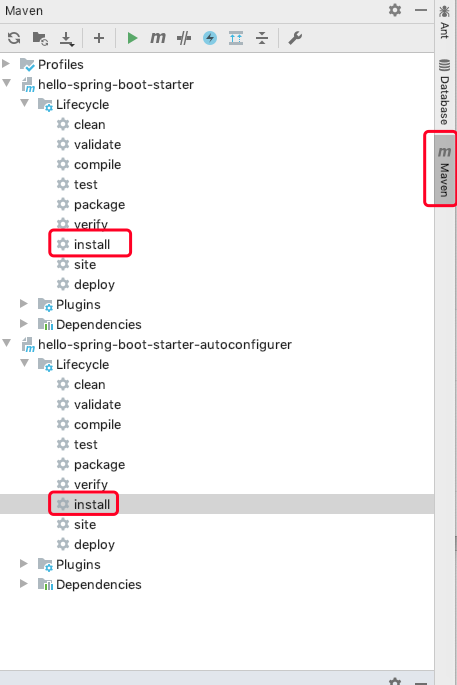 Maven
Profiles
hello-spring-boot-starter
Lifecycle
clean
validate
compile
test
package
verify
install
site
deploy
Plugins
Dependencies
hello-spring-boot-starter-autoconfigurer
Lifecycle
clean
validate
compile
test
package
verify
install
site
deploy
Plugins
Dependencies
Ant
Database
m
Maven